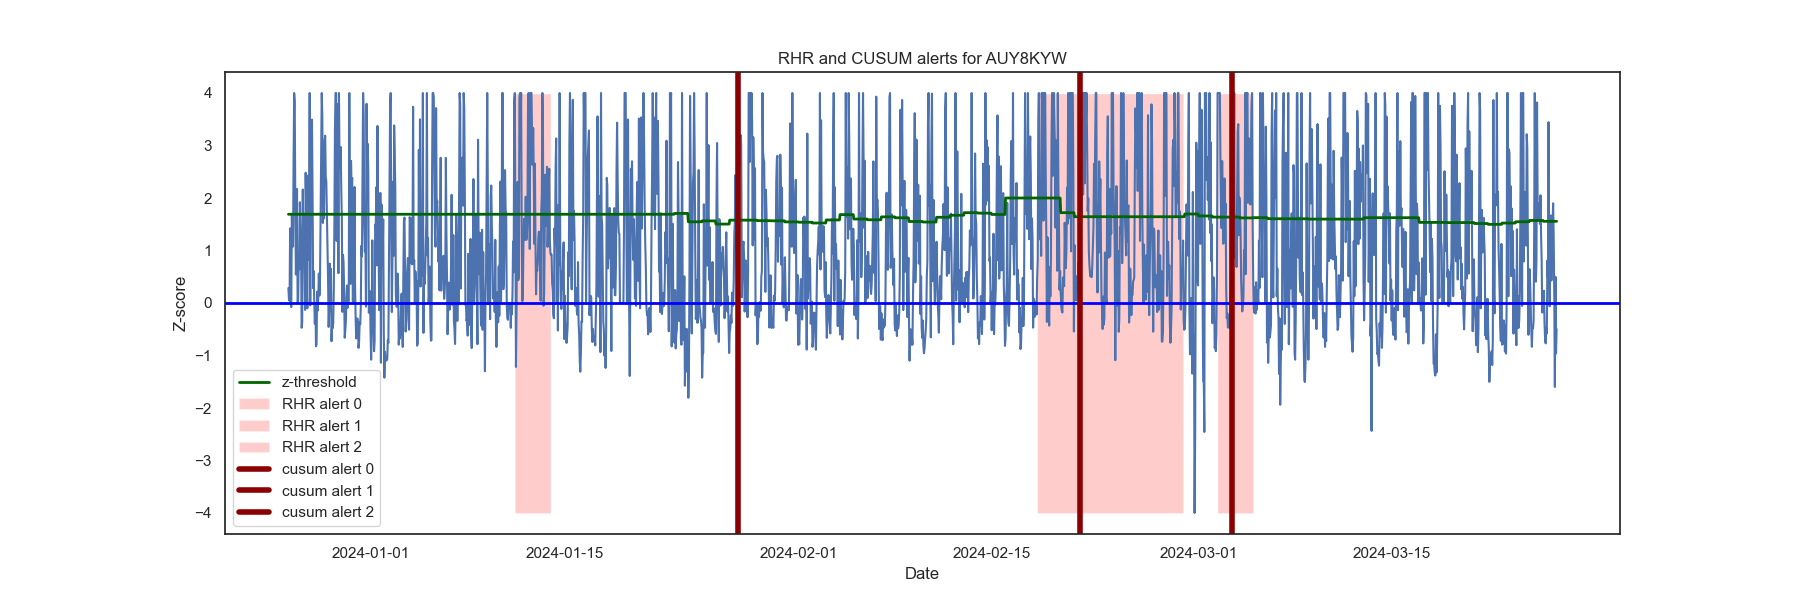 RHR and CUSUM alerts for AUY8KYW
4
3
2
1
0
−1
−2
−3
−4
Z-score
z-threshold
RHR alert 0
RHR alert 1
RHR alert 2
cusum alert 0
cusum alert 1
cusum alert 2
2024-01-01 2024-01-15 2024-02-01 2024-02-15 2024-03-01 2024-03-15
Date